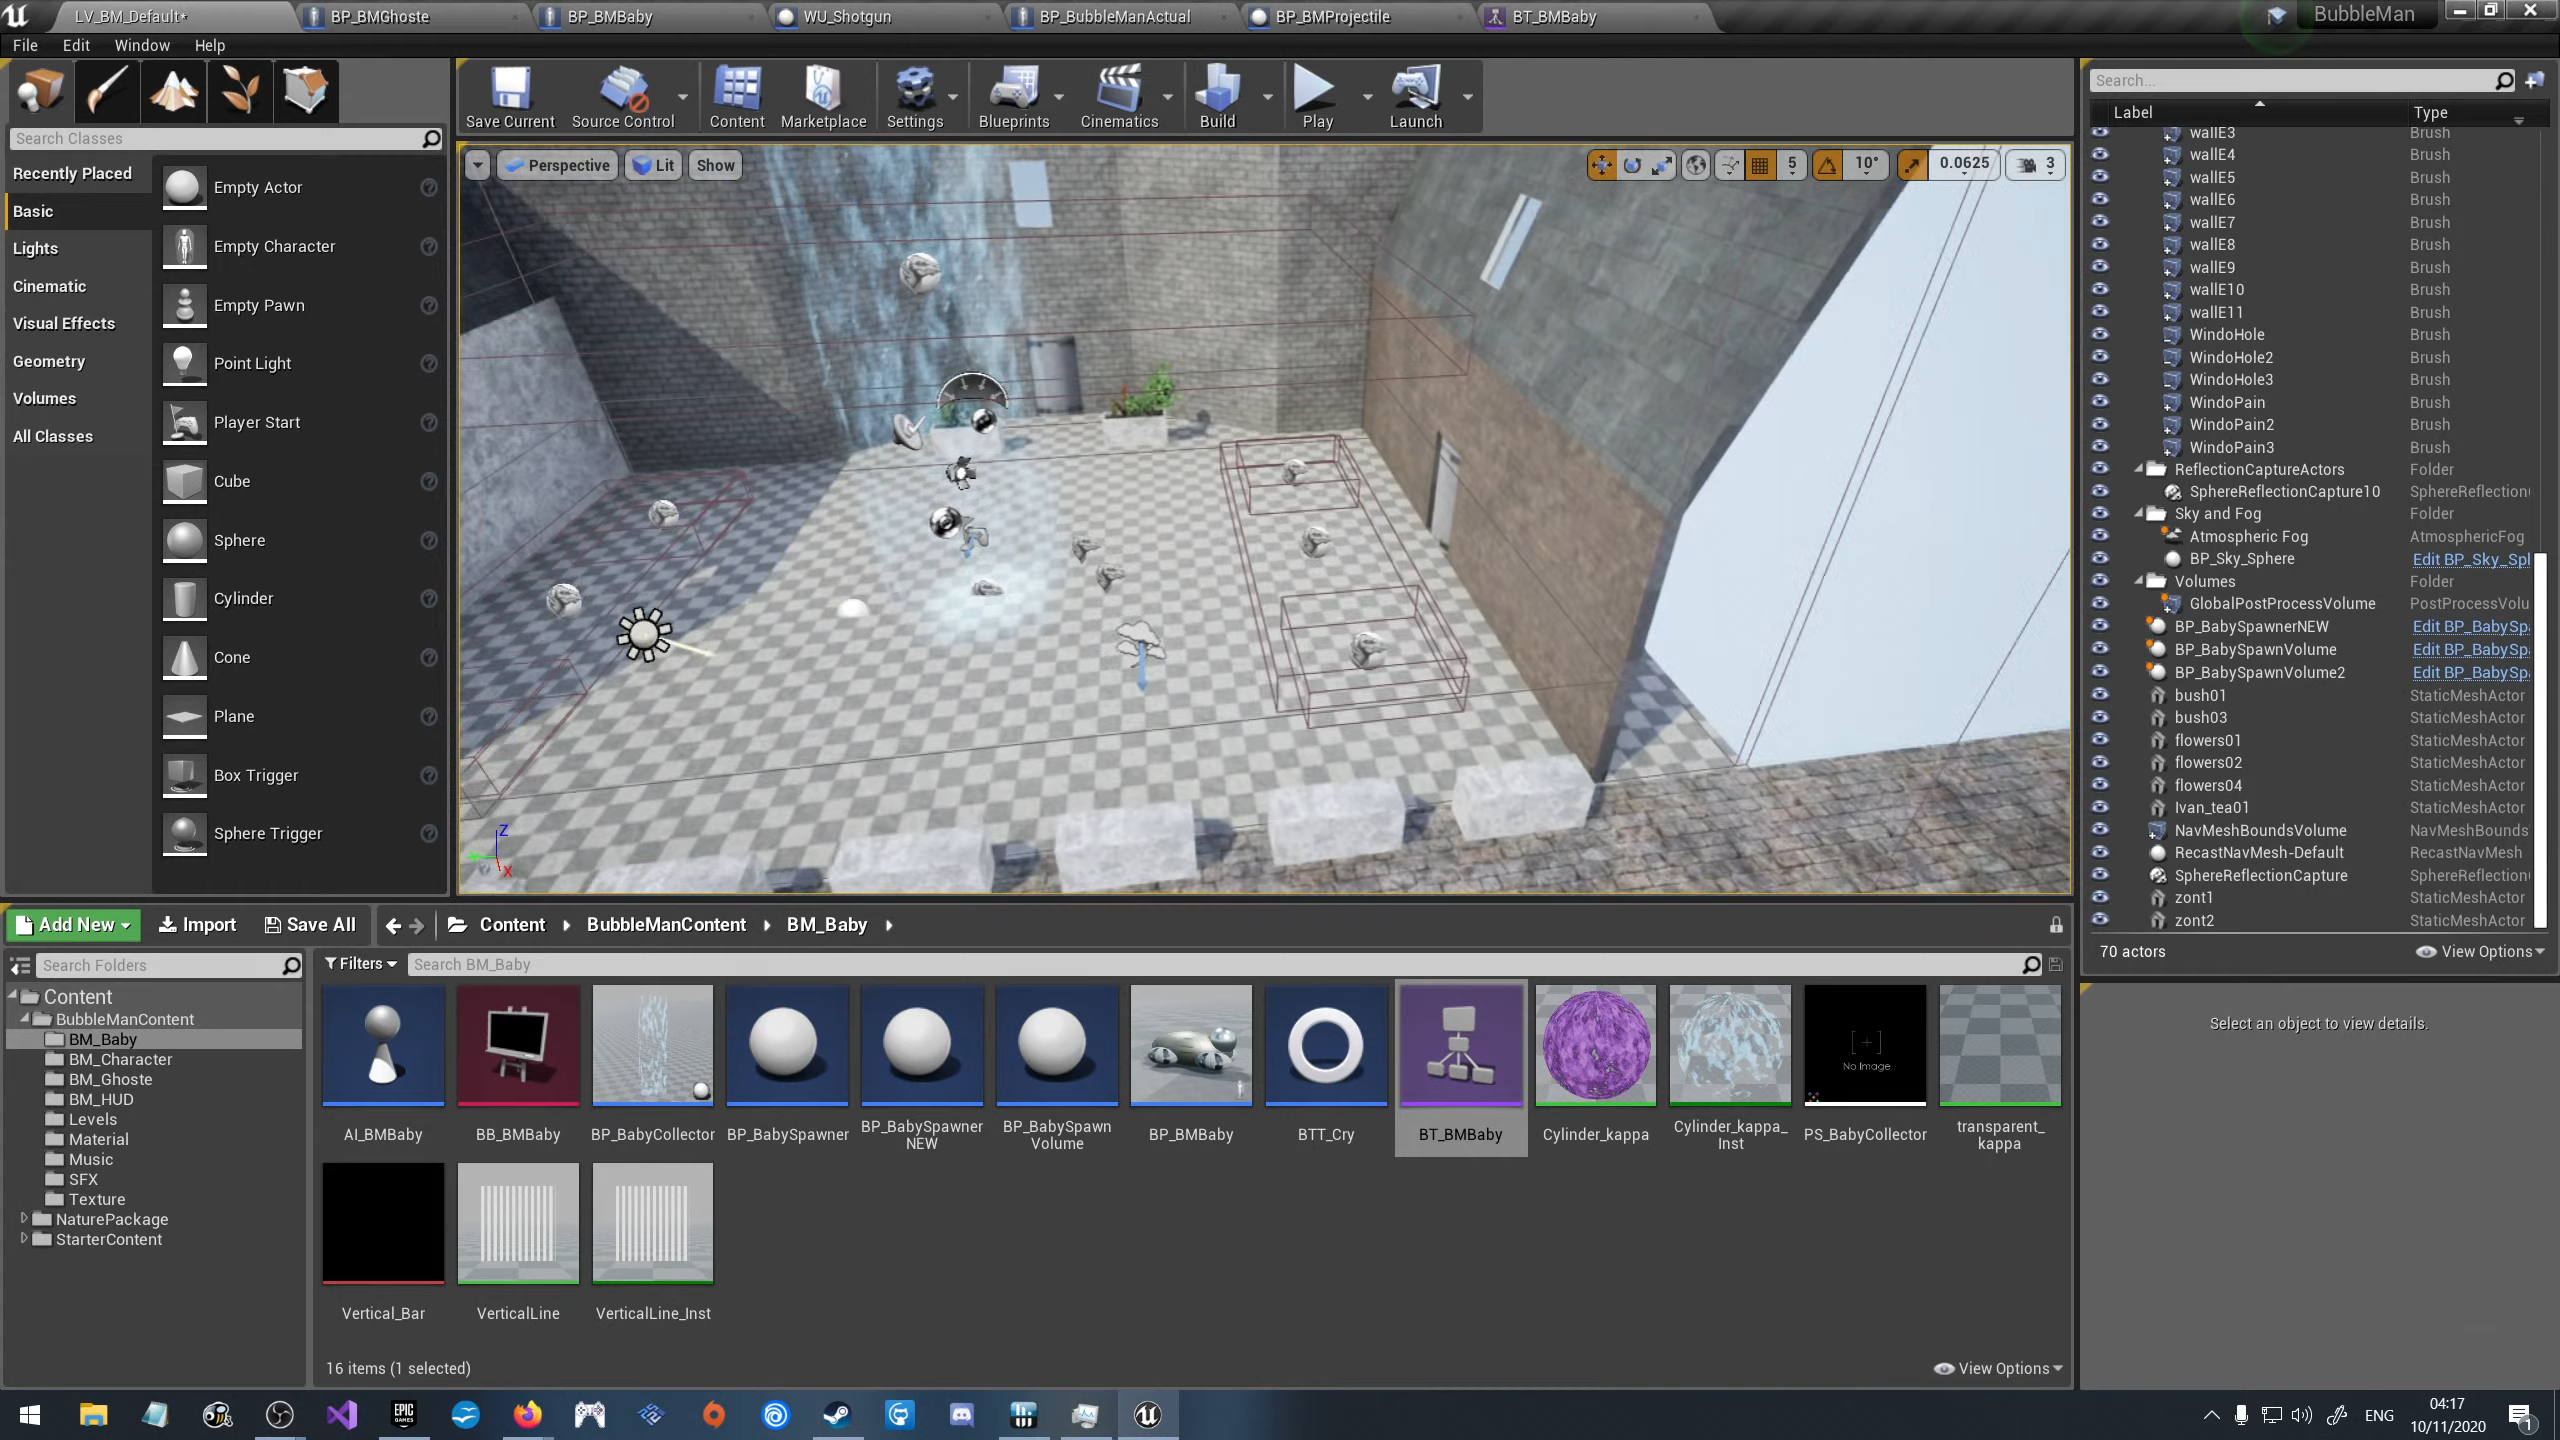 LV_BM_Default*
BP_BMGhoste
BP_BMBaby
WU_Shotgun
BP_BubbleManActual
BP_BMProjectile
BT_BMBaby
BubbleMan
File Edit Window Help
Save Current
Source Control
Content
Marketplace
Settings
Blueprints
Cinematics
Build
Play
Launch
Search Classes
Recently Placed
Basic
Lights
Cinematic
Visual Effects
Geometry
Volumes
All Classes
Empty Actor
Empty Character
Empty Pawn
Point Light
Player Start
Cube
Sphere
Cylinder
Cone
Plane
Box Trigger
Sphere Trigger
Perspective
Lit
Show
5
10°
0.0625
3
Z
X
Search...
Label Type
wallE3 Brush
wallE4 Brush
wallE5 Brush
wallE6 Brush
wallE7 Brush
wallE8 Brush
wallE9 Brush
wallE10 Brush
wallE11 Brush
WindoHole Brush
WindoHole2 Brush
WindoHole3 Brush
WindoPain Brush
WindoPain2 Brush
WindoPain3 Brush
ReflectionCaptureActors Folder
SphereReflectionCapture10 SphereReflection
Sky and Fog Folder
Atmospheric Fog AtmosphericFog
BP_Sky_Sphere Edit BP_Sky_Spl
Volumes Folder
GlobalPostProcessVolume PostProcessVolu
BP_BabySpawnerNEW Edit BP_BabySp
BP_BabySpawnVolume Edit BP_BabySp
BP_BabySpawnVolume2 Edit BP_BabySp
bush01 StaticMeshActor
bush03 StaticMeshActor
flowers01 StaticMeshActor
flowers02 StaticMeshActor
flowers04 StaticMeshActor
Ivan_tea01 StaticMeshActor
NavMeshBoundsVolume NavMeshBounds
RecastNavMesh-Default RecastNavMesh
SphereReflectionCapture SphereReflection
zont1 StaticMeshActor
zont2 StaticMeshActor
70 actors
View Options
Select an object to view details.
Add New
Import
Save All
Content
BubbleManContent
BM_Baby
Search Folders
Filters
Search BM_Baby
Content
BubbleManContent
BM_Baby
BM_Character
BM_Ghoste
BM_HUD
Levels
Material
Music
SFX
Texture
NaturePackage
StarterContent
AI_BMBaby
BB_BMBaby
BP_BabyCollector
BP_BabySpawner
BP_BabySpawner
NEW
BP_BabySpawn
Volume
BP_BMBaby
BTT_Cry
BT_BMBaby
Cylinder_kappa
Cylinder_kappa_
Inst
No Image
PS_BabyCollector
transparent_
kappa
Vertical_Bar
VerticalLine
VerticalLine_Inst
16 items (1 selected)
View Options
EPIC
GAMES
ENG
04:17
10/11/2020
1